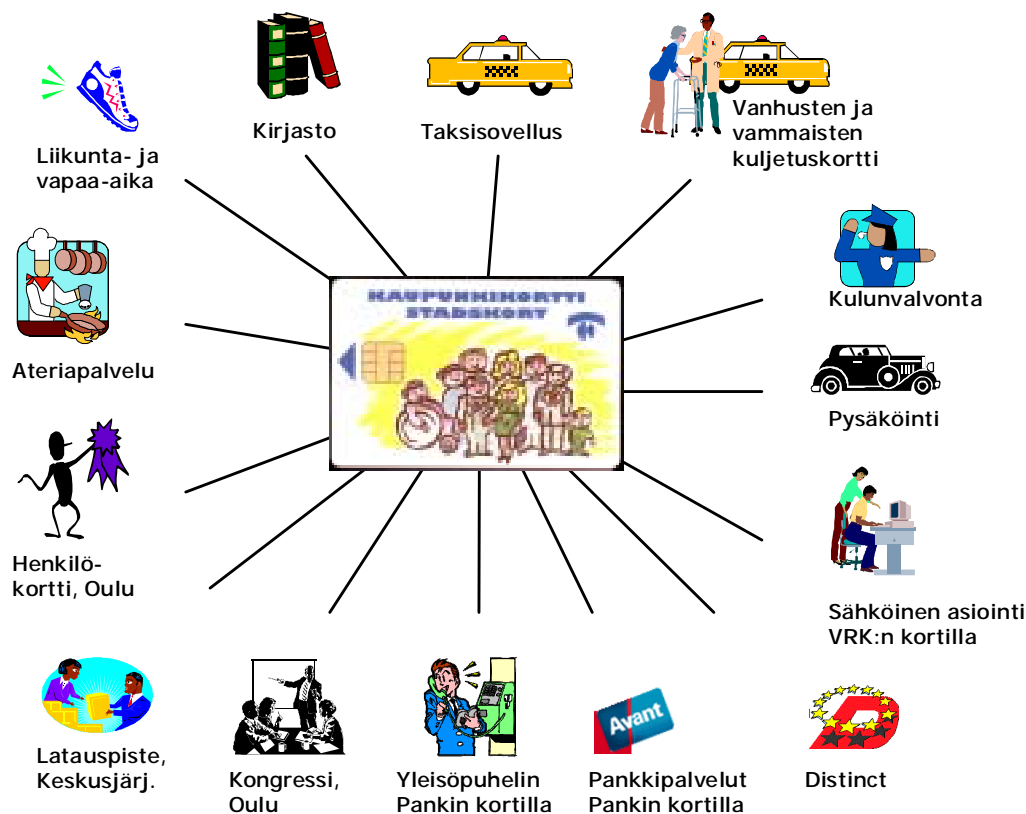 Kirjasto
Taksisovellus
Vanhusten ja
vammaisten
kuljetuskortti
Liikunta- ja
vapaa-aika
Kulunvalvonta
KAUPUNKIKORTTI
STADSKORT
Ateriapalvelu
Pysäköinti
Henkilö-
kortti, Oulu
Sähköinen asiointi
VRK:n kortilla
Avant
Latauspiste,
Keskusjärj.
Kongressi,
Oulu
Yleisöpuhelin
Pankin kortilla
Pankkipalvelut
Pankin kortilla
Distinct